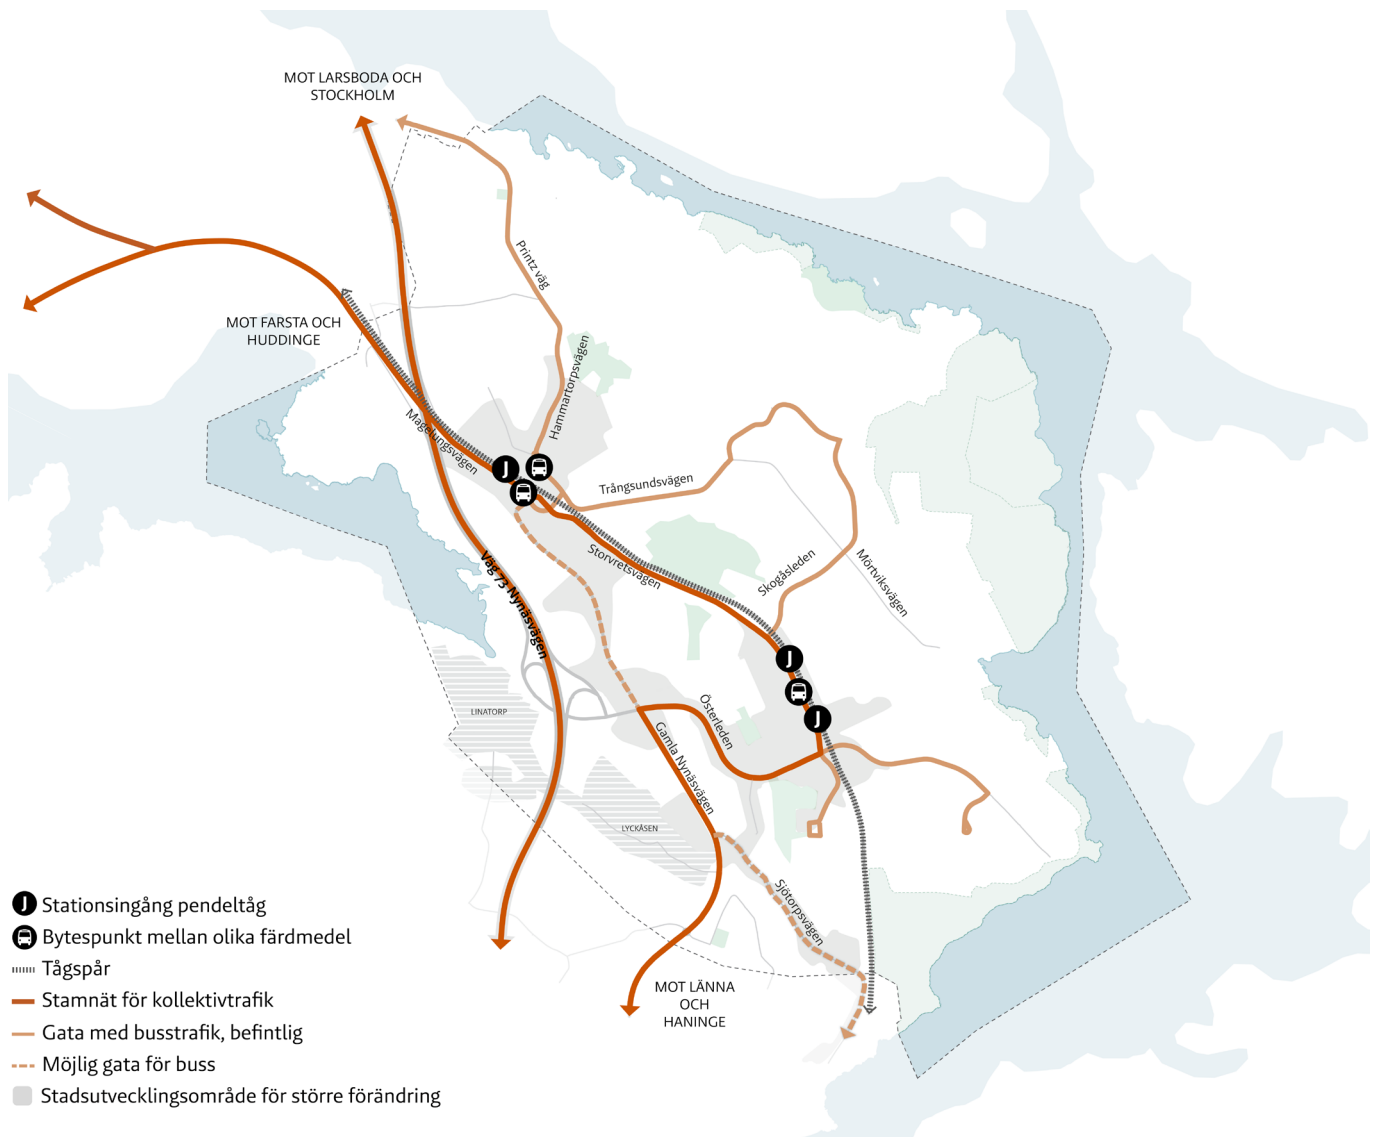 MOT LARSBODA OCH
STOCKHOLM
MOT FARSTA OCH
HUDDINGE
Printz väg
Hammartorpsvägen
Magelungsvägen
J
Trångsundsvägen
Storvretsvägen
Skogåsleden
Mörtviksvägen
Väg 73 Nynäsvägen
J
J
LINATORP
Österleden
Gamla Nynäsvägen
LYCKÅSEN
Sjötorpsvägen
MOT LÄNNA
OCH
HANINGE
J Stationsingång pendeltåg
Bytespunkt mellan olika färdmedel
Tågspår
Stamnät för kollektivtrafik
Gata med busstrafik, befintlig
Möjlig gata för buss
Stadsutvecklingsområde för större förändring